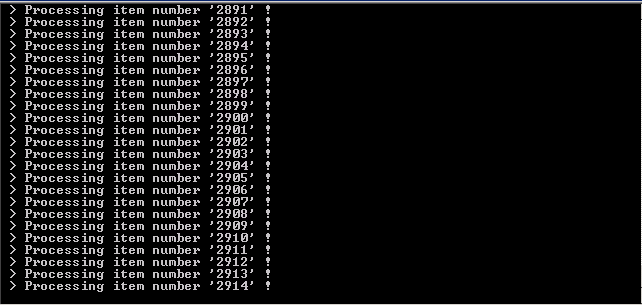 > Processing item number '2891' !
> Processing item number '2892' !
> Processing item number '2893' !
> Processing item number '2894' !
> Processing item number '2895' !
> Processing item number '2896' !
> Processing item number '2897' !
> Processing item number '2898' !
> Processing item number '2899' !
> Processing item number '2900' !
> Processing item number '2901' !
> Processing item number '2902' !
> Processing item number '2903' !
> Processing item number '2904' !
> Processing item number '2905' !
> Processing item number '2906' !
> Processing item number '2907' !
> Processing item number '2908' !
> Processing item number '2909' !
> Processing item number '2910' !
> Processing item number '2911' !
> Processing item number '2912' !
> Processing item number '2913' !
> Processing item number '2914' !